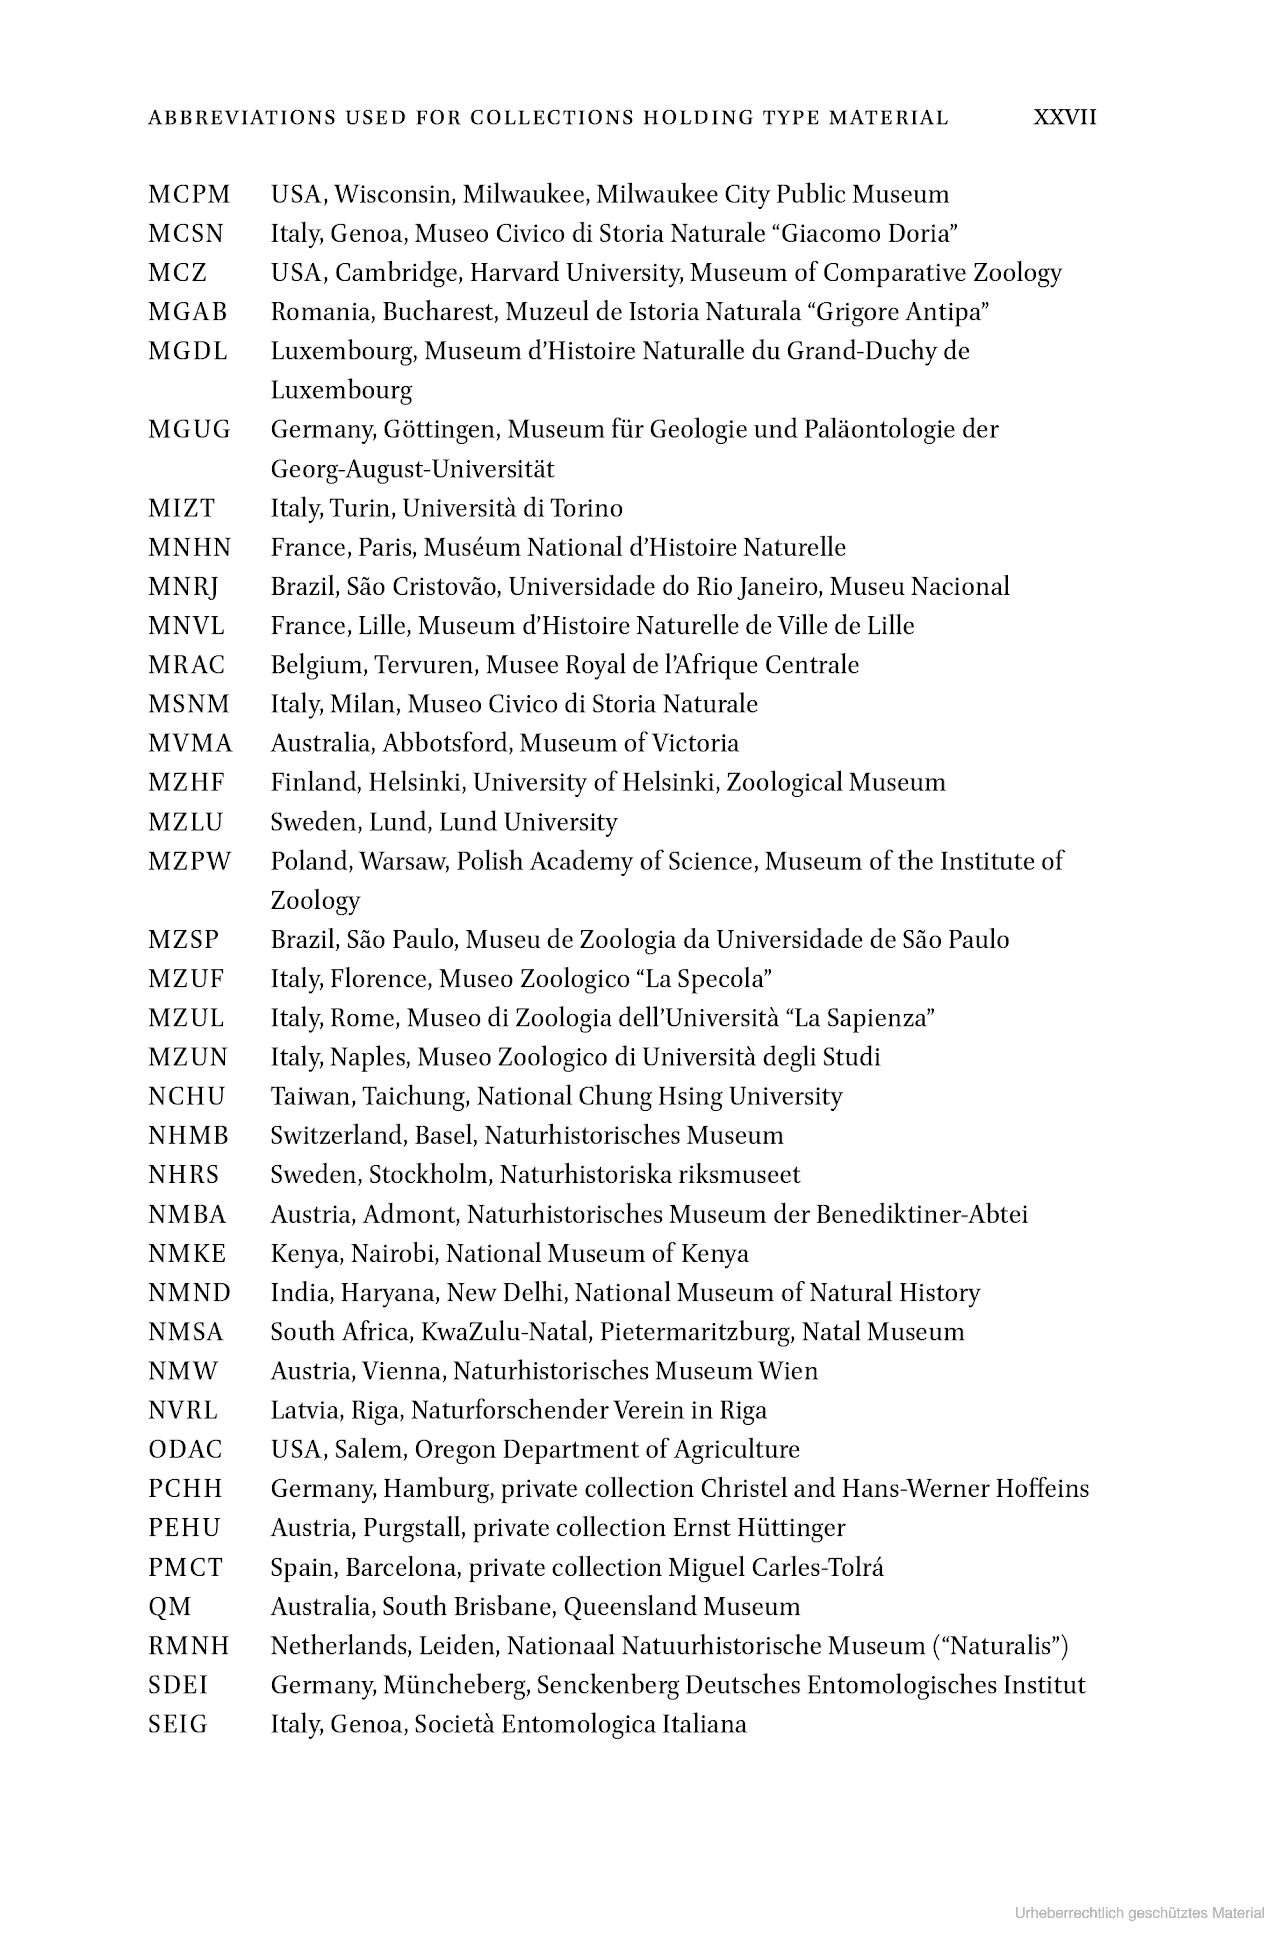 ABBREVIATIONS USED FOR COLLECTIONS HOLDING TYPE MATERIAL XXVII
MCPM USA, Wisconsin, Milwaukee, Milwaukee City Public Museum
MCSN Italy, Genoa, Museo Civico di Storia Naturale “Giacomo Doria”
MCZ USA, Cambridge, Harvard University, Museum of Comparative Zoology
MGAB Romania, Bucharest, Muzeul de Istoria Naturala “Grigore Antipa”
MGDL Luxembourg, Museum d’Histoire Naturalle du Grand-Duchy de
Luxembourg
MGUG Germany, Göttingen, Museum für Geologie und Paläontologie der
Georg-August-Universität
MIZT Italy, Turin, Università di Torino
MNHN France, Paris, Muséum National d’Histoire Naturelle
MNRJ Brazil, São Cristovão, Universidade do Rio Janeiro, Museu Nacional
MNVL France, Lille, Museum d’Histoire Naturelle de Ville de Lille
MRAC Belgium, Tervuren, Musee Royal de l’Afrique Centrale
MSNM Italy, Milan, Museo Civico di Storia Naturale
MVMA Australia, Abbotsford, Museum of Victoria
MZHF Finland, Helsinki, University of Helsinki, Zoological Museum
MZLU Sweden, Lund, Lund University
MZPW Poland, Warsaw, Polish Academy of Science, Museum of the Institute of
Zoology
MZSP Brazil, São Paulo, Museu de Zoologia da Universidade de São Paulo
MZUF Italy, Florence, Museo Zoologico “La Specola”
MZUL Italy, Rome, Museo di Zoologia dell’Università “La Sapienza”
MZUN Italy, Naples, Museo Zoologico di Università degli Studi
NCHU Taiwan, Taichung, National Chung Hsing University
NHMB Switzerland, Basel, Naturhistorisches Museum
NHRS Sweden, Stockholm, Naturhistoriska riksmuseet
NMBA Austria, Admont, Naturhistorisches Museum der Benediktiner-Abtei
NMKE Kenya, Nairobi, National Museum of Kenya
NMND India, Haryana, New Delhi, National Museum of Natural History
NMSA South Africa, KwaZulu-Natal, Pietermaritzburg, Natal Museum
NMW Austria, Vienna, Naturhistorisches Museum Wien
NVRL Latvia, Riga, Naturforschender Verein in Riga
ODAC USA, Salem, Oregon Department of Agriculture
PCHH Germany, Hamburg, private collection Christel and Hans-Werner Hoffeins
PEHU Austria, Purgstall, private collection Ernst Hüttinger
PMCT Spain, Barcelona, private collection Miguel Carles-Tolrá
QM Australia, South Brisbane, Queensland Museum
RMNH Netherlands, Leiden, Nationaal Natuurhistorische Museum (“Naturalis”)
SDEI Germany, Müncheberg, Senckenberg Deutsches Entomologisches Institut
SEIG Italy, Genoa, Società Entomologica Italiana
Urheberrechtlich geschütztes Material